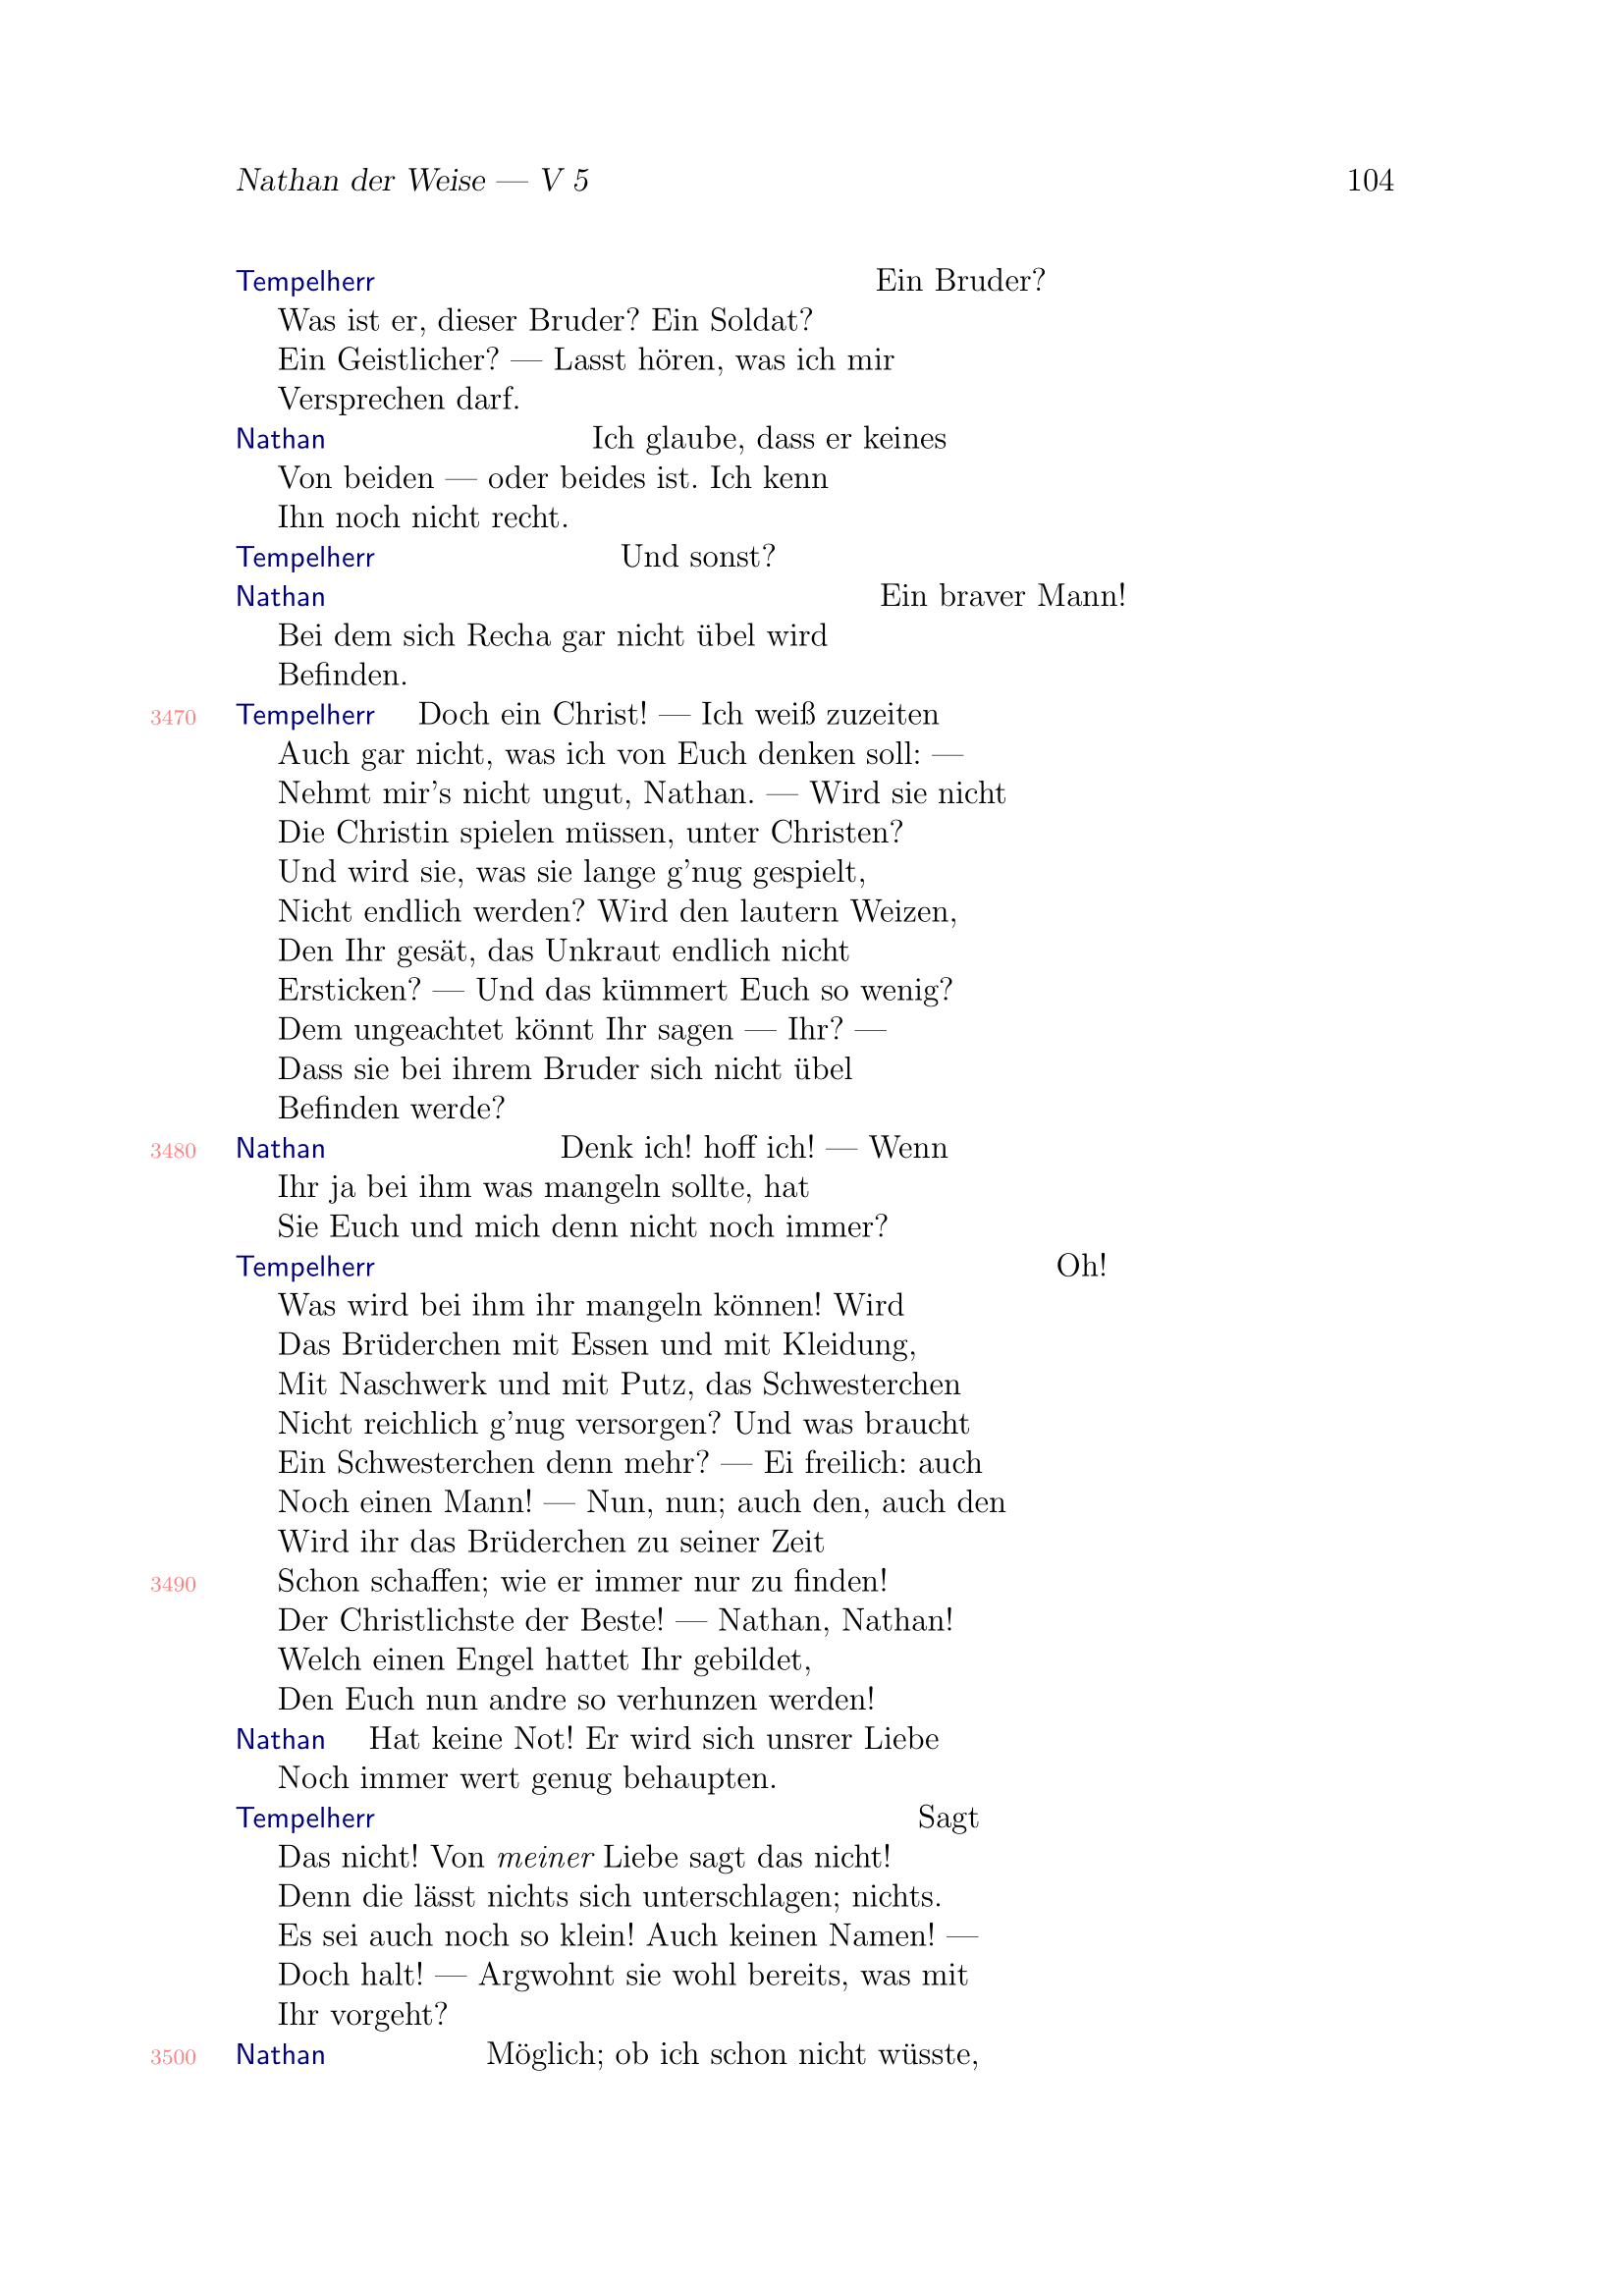 Nathan der Weise — V 5 104
Tempelherr Ein Bruder?
Was ist er, dieser Bruder? Ein Soldat?
Ein Geistlicher? — Lasst hören, was ich mir
Versprechen darf.
Nathan Ich glaube, dass er keines
Von beiden — oder beides ist. Ich kenn
Ihn noch nicht recht.
Tempelherr Und sonst?
Nathan Ein braver Mann!
Bei dem sich Recha gar nicht übel wird
Befinden.
3470 Tempelherr Doch ein Christ! — Ich weiß zuzeiten
Auch gar nicht, was ich von Euch denken soll: —
Nehmt mir's nicht ungut, Nathan. — Wird sie nicht
Die Christin spielen müssen, unter Christen?
Und wird sie, was sie lange g'nug gespielt,
Nicht endlich werden? Wird den lautern Weizen,
Den Ihr gesät, das Unkraut endlich nicht
Ersticken? — Und das kümmert Euch so wenig?
Dem ungeachtet könnt Ihr sagen — Ihr? —
Dass sie bei ihrem Bruder sich nicht übel
Befinden werde?
3480 Nathan Denk ich! hoff ich! — Wenn
Ihr ja bei ihm was mangeln sollte, hat
Sie Euch und mich denn nicht noch immer?
Tempelherr Oh!
Was wird bei ihm ihr mangeln können! Wird
Das Brüderchen mit Essen und mit Kleidung,
Mit Naschwerk und mit Putz, das Schwesterchen
Nicht reichlich g'nug versorgen? Und was braucht
Ein Schwesterchen denn mehr? — Ei freilich: auch
Noch einen Mann! — Nun, nun; auch den, auch den
Wird ihr das Brüderchen zu seiner Zeit
3490 Schon schaffen; wie er immer nur zu finden!
Der Christlichste der Beste! — Nathan, Nathan!
Welch einen Engel hattet Ihr gebildet,
Den Euch nun andre so verhunzen werden!
Nathan Hat keine Not! Er wird sich unsrer Liebe
Noch immer wert genug behaupten.
Tempelherr Sagt
Das nicht! Von meiner Liebe sagt das nicht!
Denn die lässt nichts sich unterschlagen; nichts.
Es sei auch noch so klein! Auch keinen Namen! —
Doch halt! — Argwohnt sie wohl bereits, was mit
Ihr vorgeht?
3500 Nathan Möglich; ob ich schon nicht wüsste,